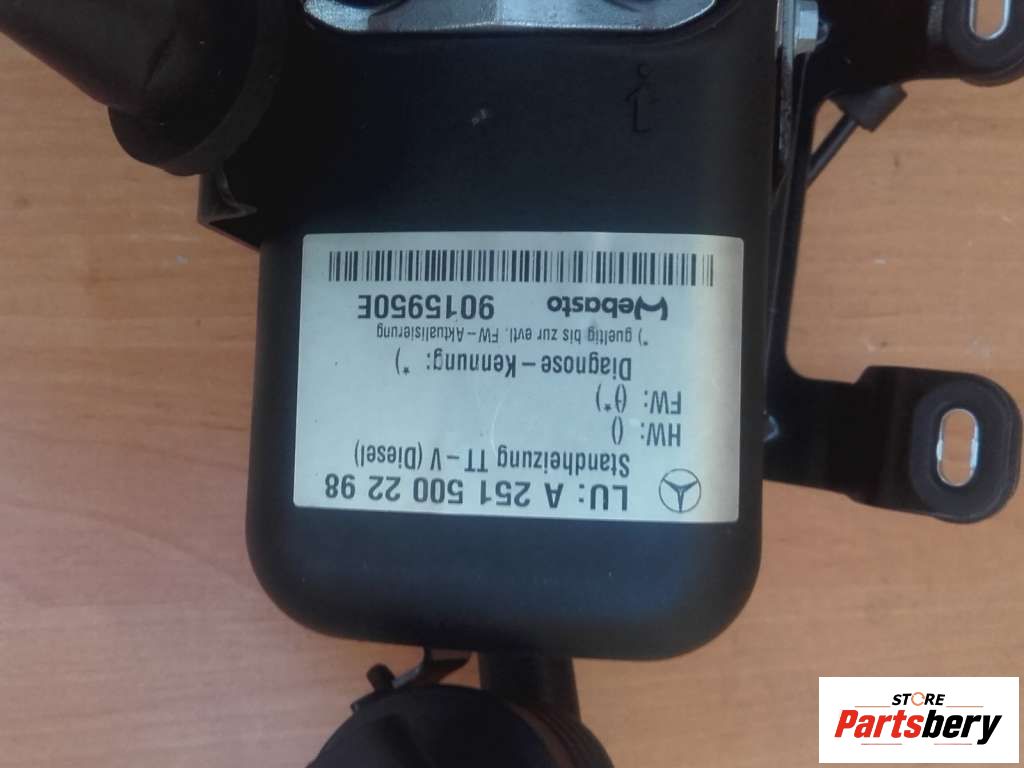 LU: A 251 500 22 98
Standheizung TT-V (Diesel)
HW: ()
FW: ()*)
Diagnose-Kennung: *)
*) gueltig bis zur evtl. FW-Aktualisierung
Webasto 9015950E
STORE
Partsbery